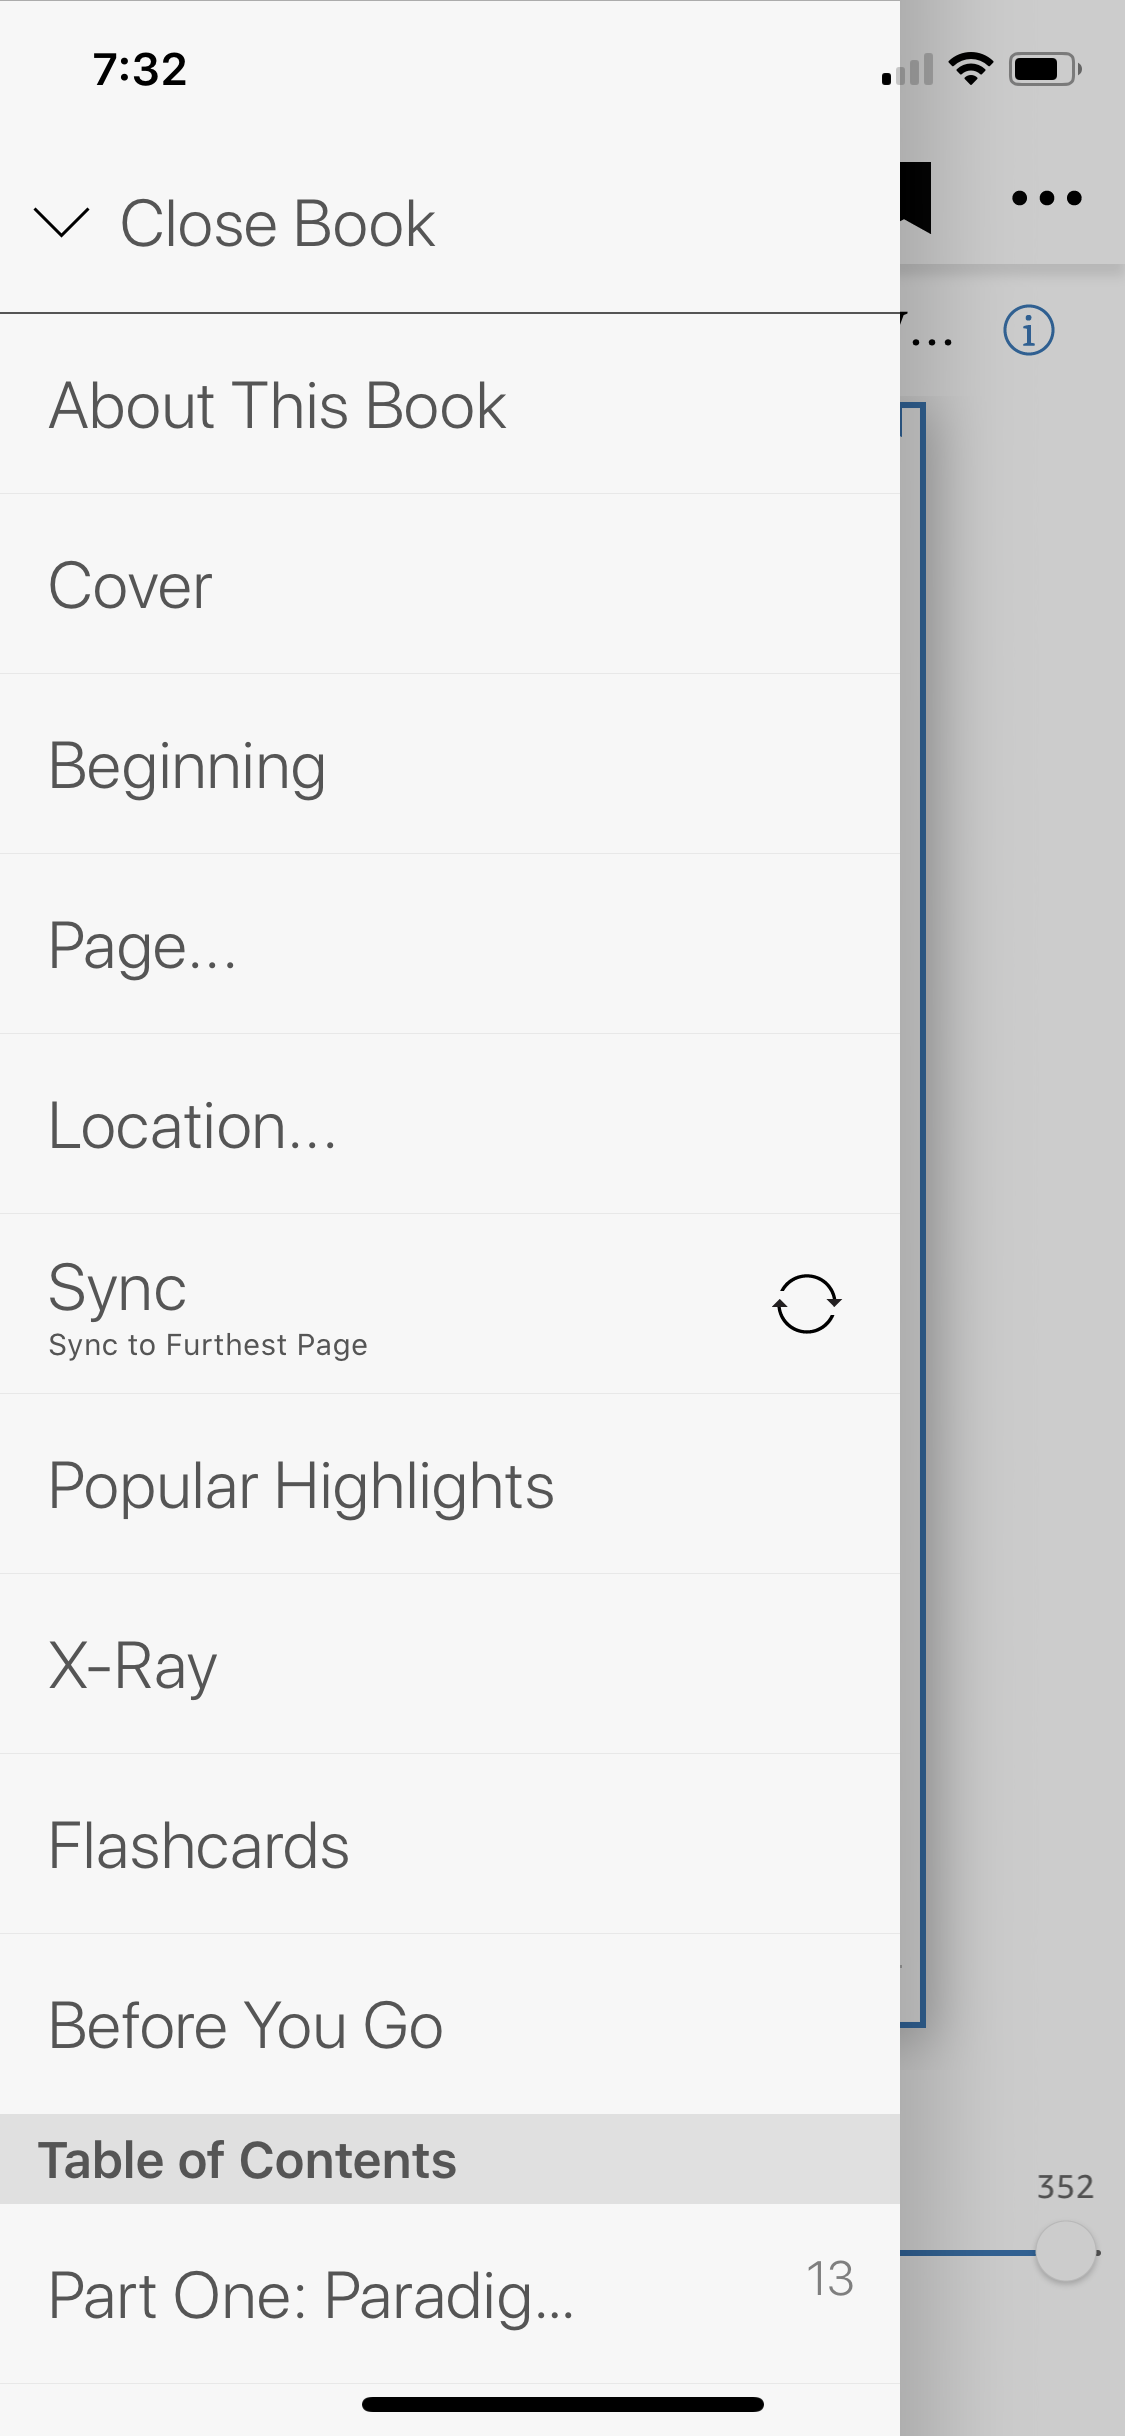 7:32
Close Book
About This Book
Cover
Beginning
Page...
Location...
Sync
Sync to Furthest Page
Popular Highlights
X-Ray
Flashcards
Before You Go
Table of Contents
352
Part One: Paradig... 13